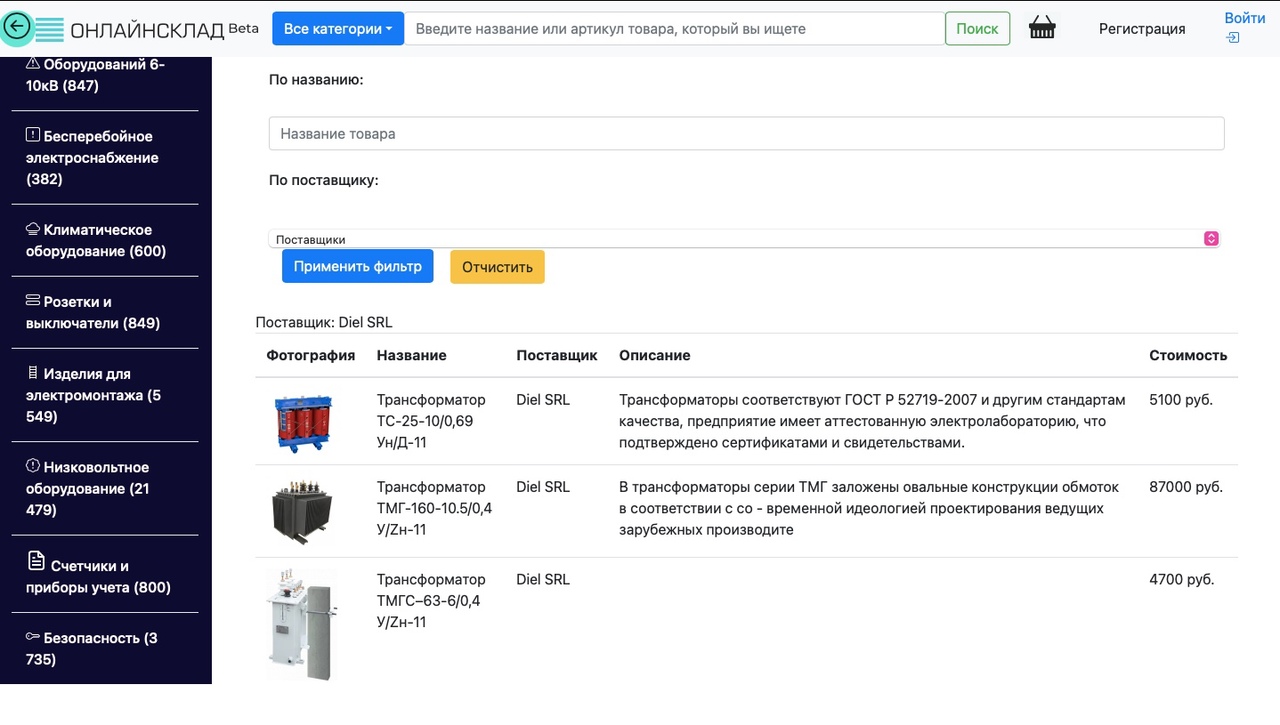 ОНЛАЙНСКЛАД Beta
Все категории
Введите название или артикул товара, который вы ищете
Поиск
Регистрация
Войти
Оборудований 6-
10кВ (847)
Бесперебойное
электроснабжение
(382)
Климатическое
оборудование (600)
Розетки и
выключатели (849)
Изделия для
электромонтажа (5
549)
Низковольтное
оборудование (21
479)
Счетчики и
приборы учета (800)
Безопасность (3
735)
По названию:
Название товара
По поставщику:
Поставщики
Применить фильтр
Отчистить
Поставщик: Diel SRL
Фотография Название Поставщик Описание Стоимость
Трансформатор
ТС-25-10/0,69
Ун/Д-11
Diel SRL
Трансформаторы соответствуют ГОСТ Р 52719-2007 и другим стандартам
качества, предприятие имеет аттестованную электролабораторию, что
подтверждено сертификатами и свидетельствами.
5100 руб.
Трансформатор
ТМГ-160-10.5/0,4
У/Zн-11
Diel SRL
В трансформаторы серии ТМГ заложены овальные конструкции обмоток
в соответствии с со - временной идеологией проектирования ведущих
зарубежных производите
87000 руб.
Трансформатор
ТМГС–63-6/0,4
У/Zн-11
Diel SRL
4700 руб.